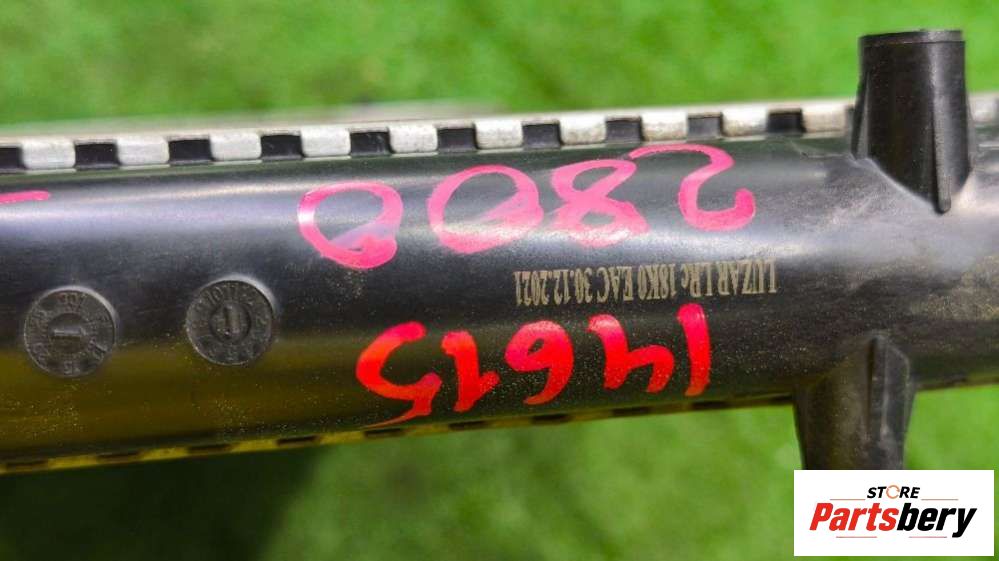 14615
LUZAR LRc 18K0 EAC 30.12.2021
2800
STORE
Partsbery